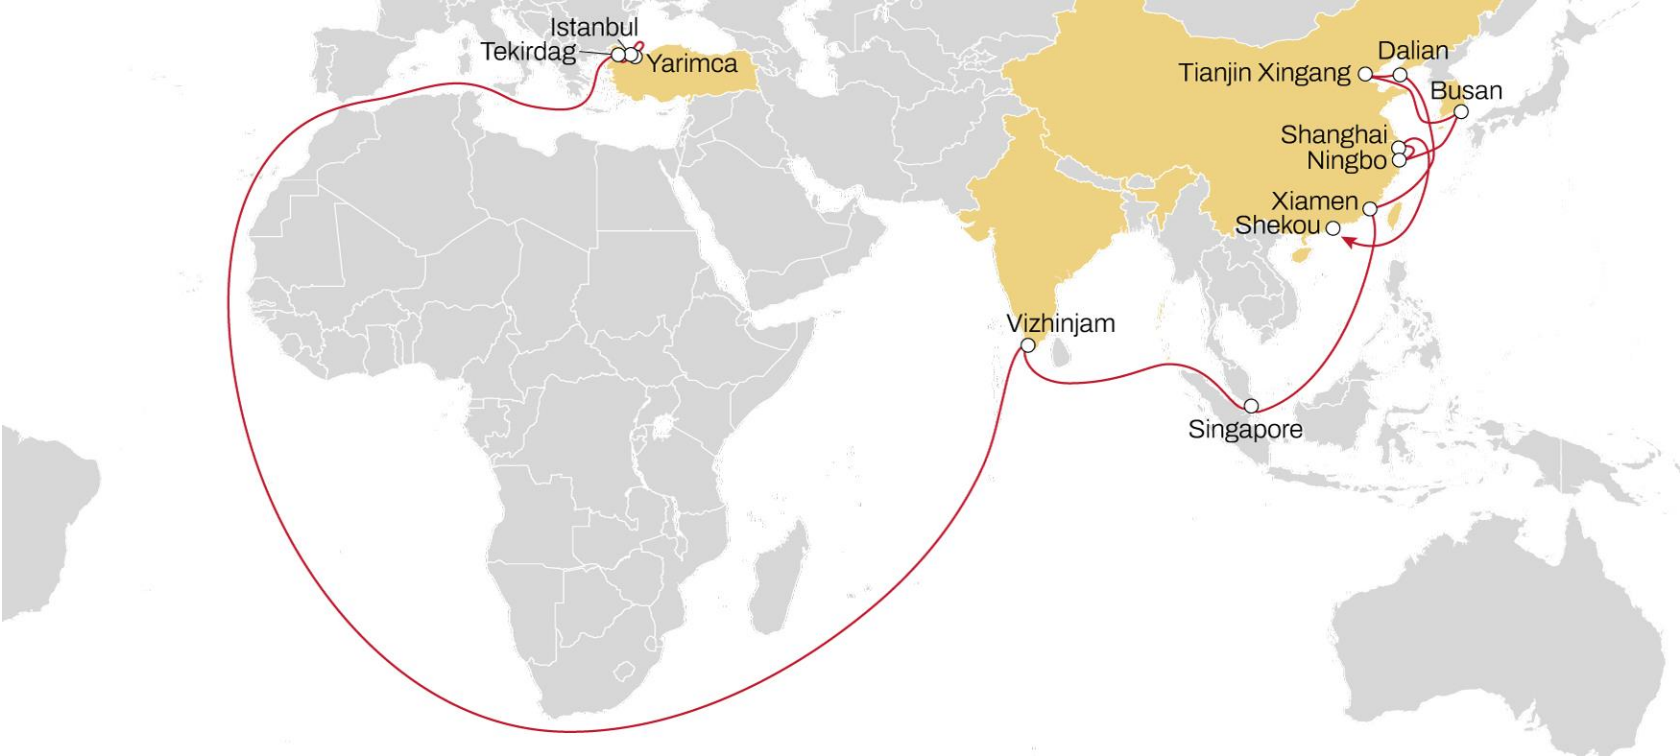 Istanbul
Tekirdag
Yarimca
Dalian
Tianjin Xingang
Busan
Shanghai
Ningbo
Xiamen
Shekou
Vizhinjam
Singapore